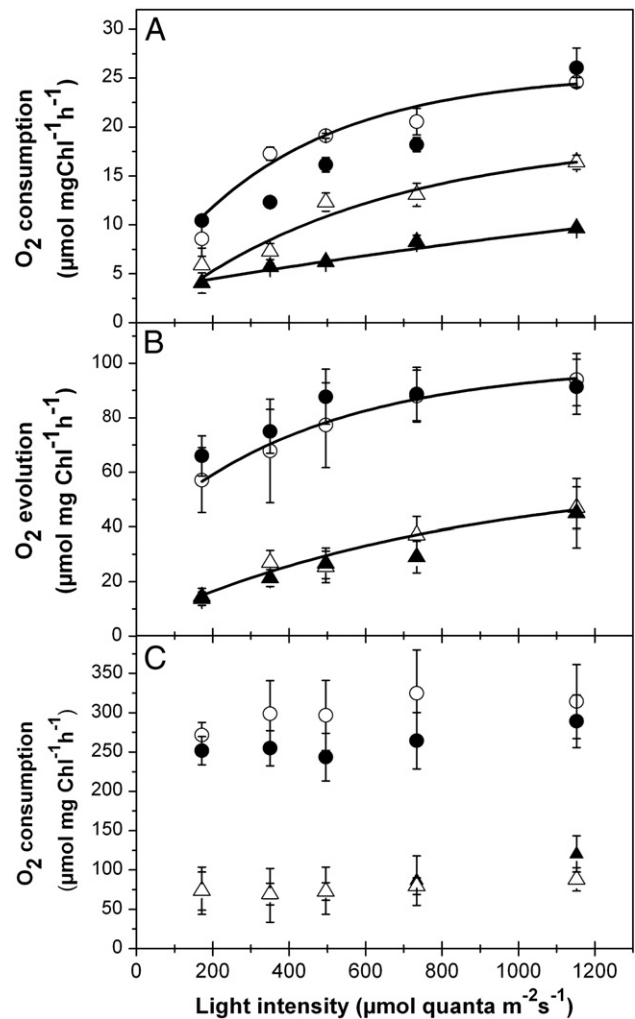 A
O₂ consumption
(µmol mgChl⁻¹h⁻¹)
30
25
20
15
10
5
0
B
O₂ evolution
(µmol mg Chl⁻¹h⁻¹)
100
80
60
40
20
0
C
O₂ consumption
(µmol mg Chl⁻¹h⁻¹)
350
300
250
200
150
100
50
0
0 200 400 600 800 1000 1200
Light intensity (µmol quanta m⁻²s⁻¹)